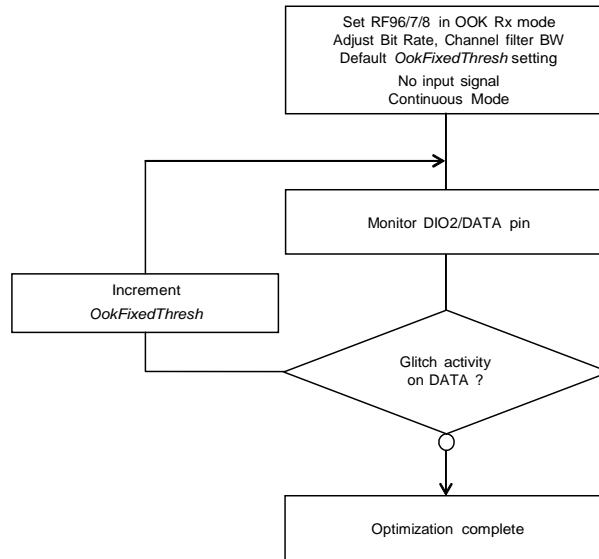 Set RF96/7/8 in OOK Rx mode
Adjust Bit Rate, Channel filter BW
Default OokFixedThresh setting
No input signal
Continuous Mode
Monitor DIO2/DATA pin
Increment
OokFixedThresh
Glitch activity
on DATA ?
Optimization complete